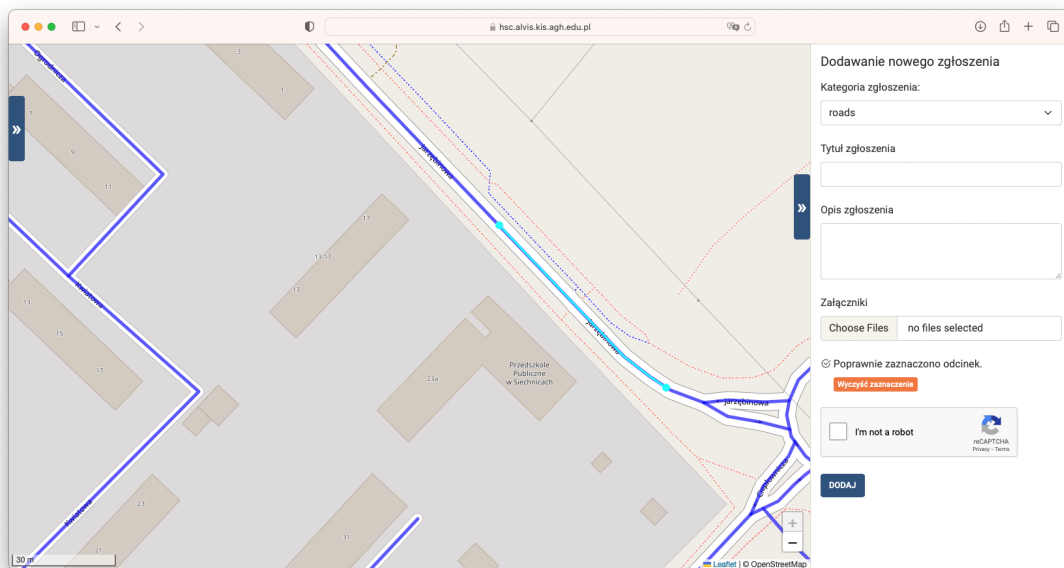 hsc.alvis.kis.agh.edu.pl
Ogrodnicza
3
1
7
9
11
Jarzębinowa
17
13-17
13
Kwiatowa
13
15
17
Jarzębinowa
Przedszkole
Publiczne
w Siechnicach
23a
Jarzębinowa
Ciepłownicza
Kwiatowa
23
21
31
30 m
+
−
Leaflet | © OpenStreetMap
»
»
Dodawanie nowego zgłoszenia
Kategoria zgłoszenia:
roads
Tytuł zgłoszenia
Opis zgłoszenia
Załączniki
Choose Files no files selected
Poprawnie zaznaczono odcinek.
Wyczyść zaznaczenie
I'm not a robot
reCAPTCHA
Privacy - Terms
DODAJ